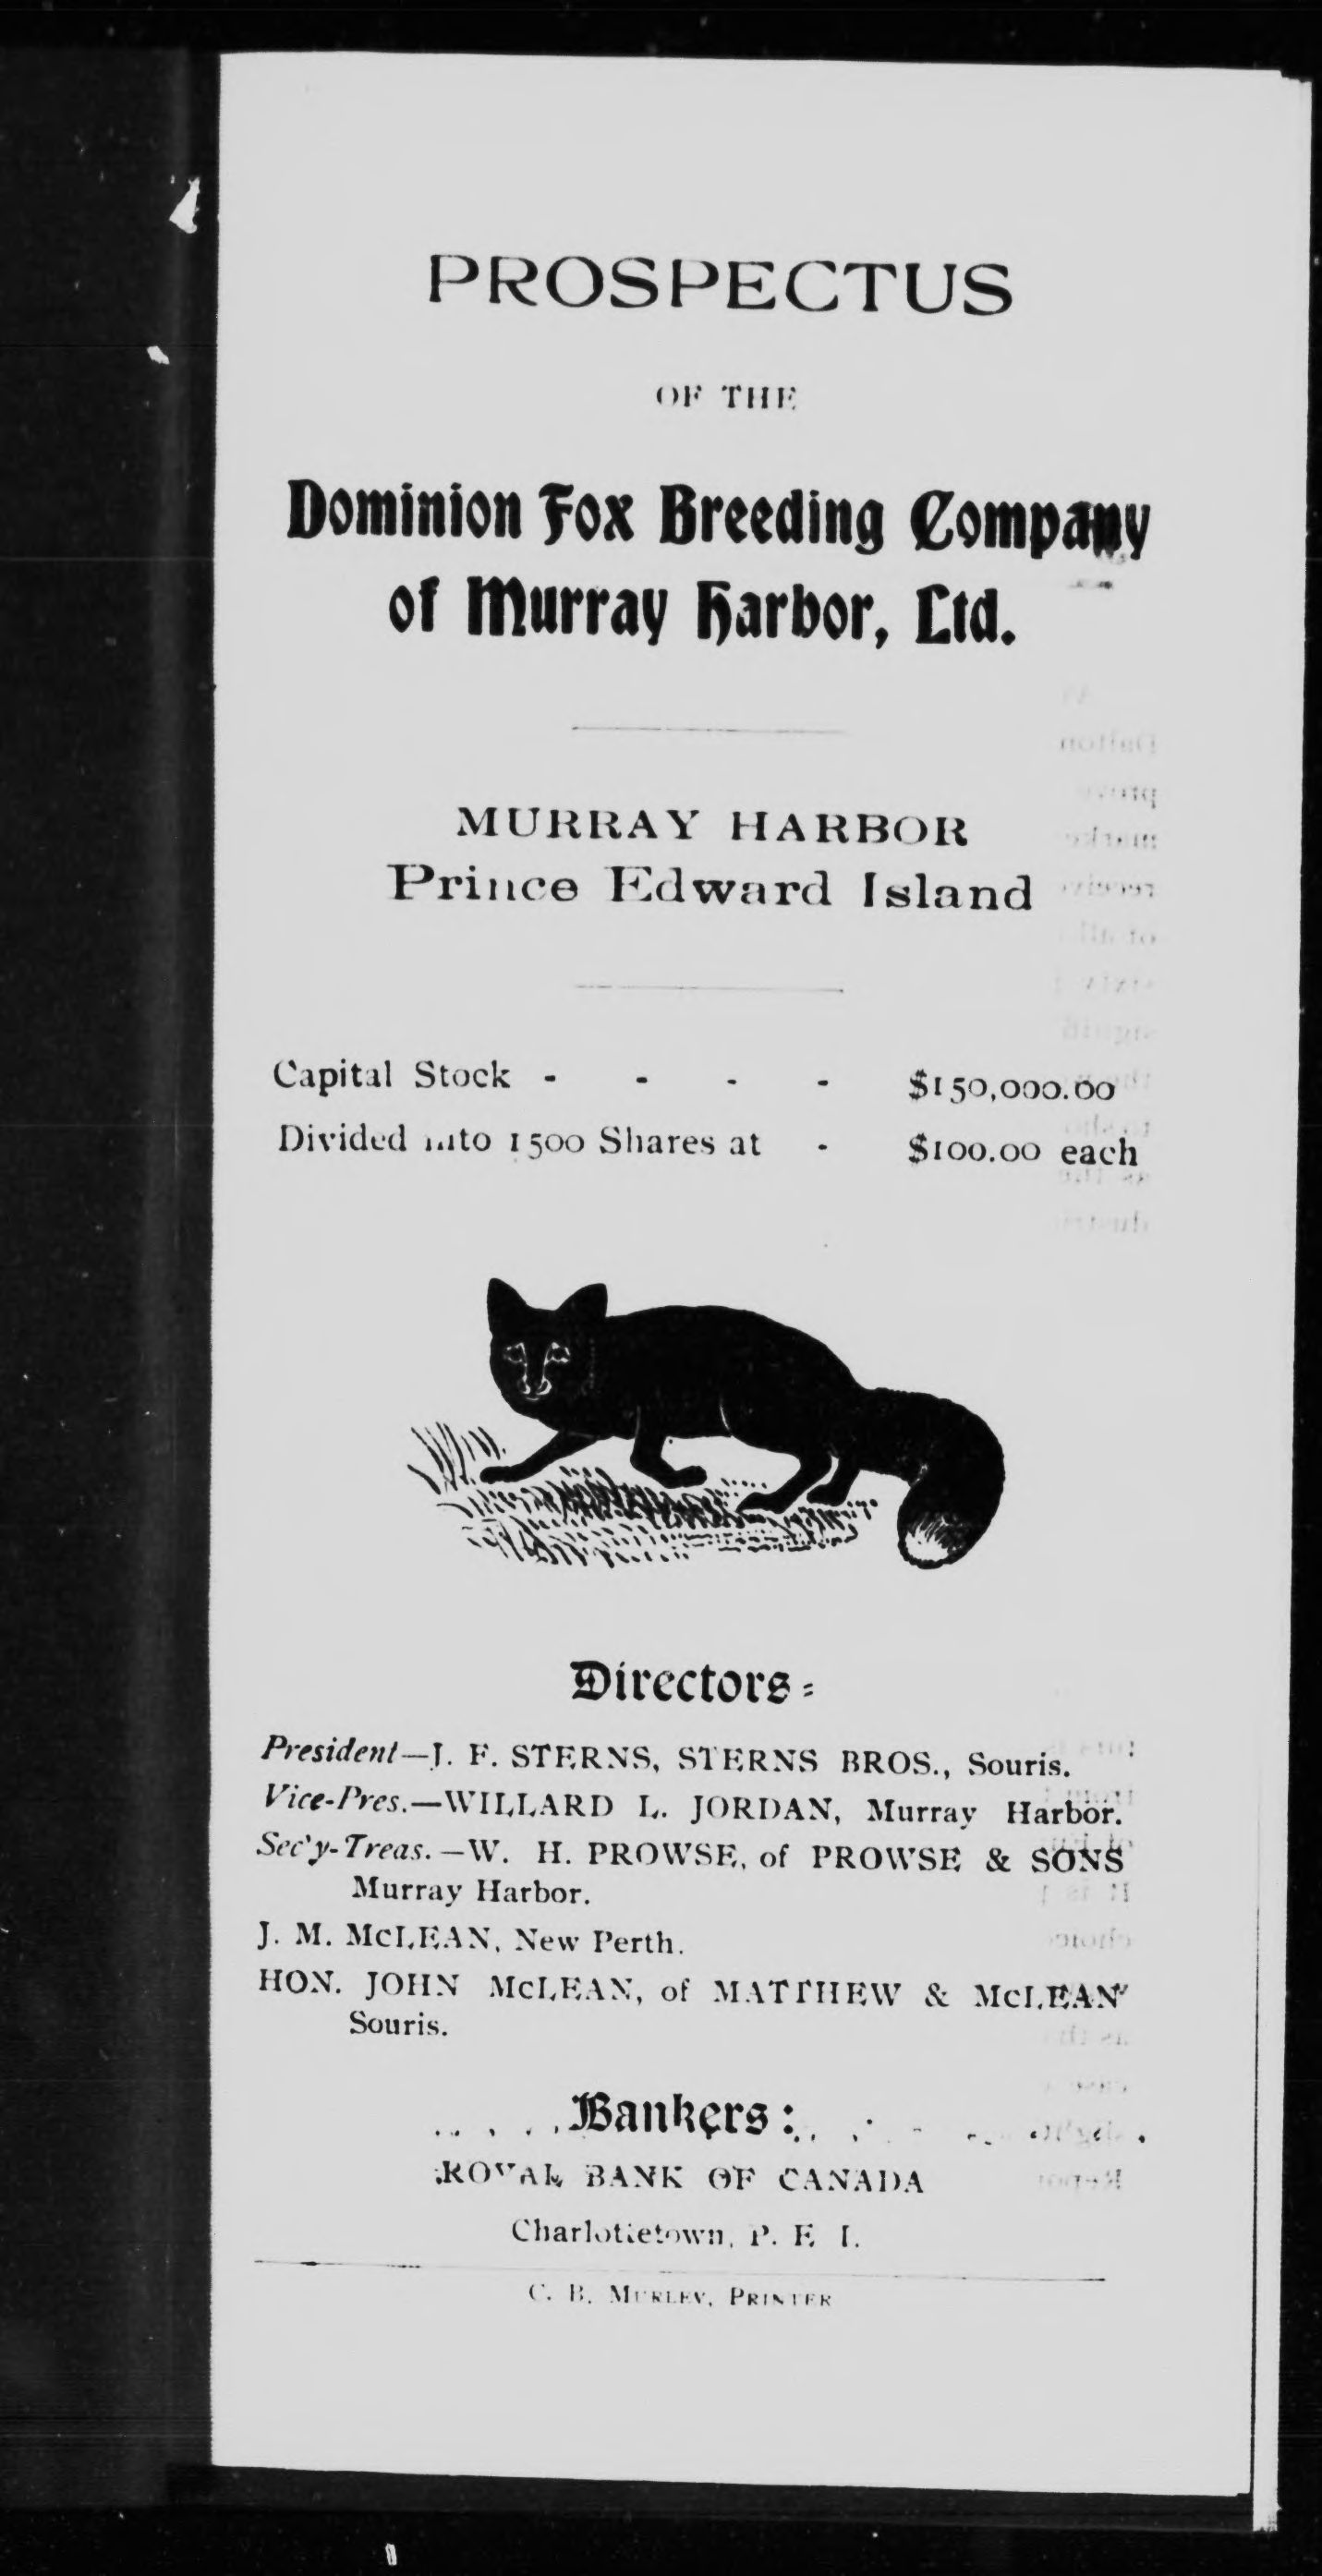 PROSPECTUS
OF THE
Dominion Fox Breeding Company
of Murray Harbor, Ltd.
MURRAY HARBOR
Prince Edward Island
Capital Stock - - - - $150,000.00
Divided into 1500 Shares at - $100.00 each
Directors:
President—J. F. STERNS, STERNS BROS., Souris.
Vice-Pres.—WILLARD L. JORDAN, Murray Harbor.
Sec'y-Treas.—W. H. PROWSE, of PROWSE & SONS
Murray Harbor.
J. M. McLEAN, New Perth.
HON. JOHN McLEAN, of MATTHEW & McLEAN
Souris.
Bankers:
ROYAL BANK OF CANADA
Charlottetown, P. E. I.
C. B. MURLEY, PRINTER